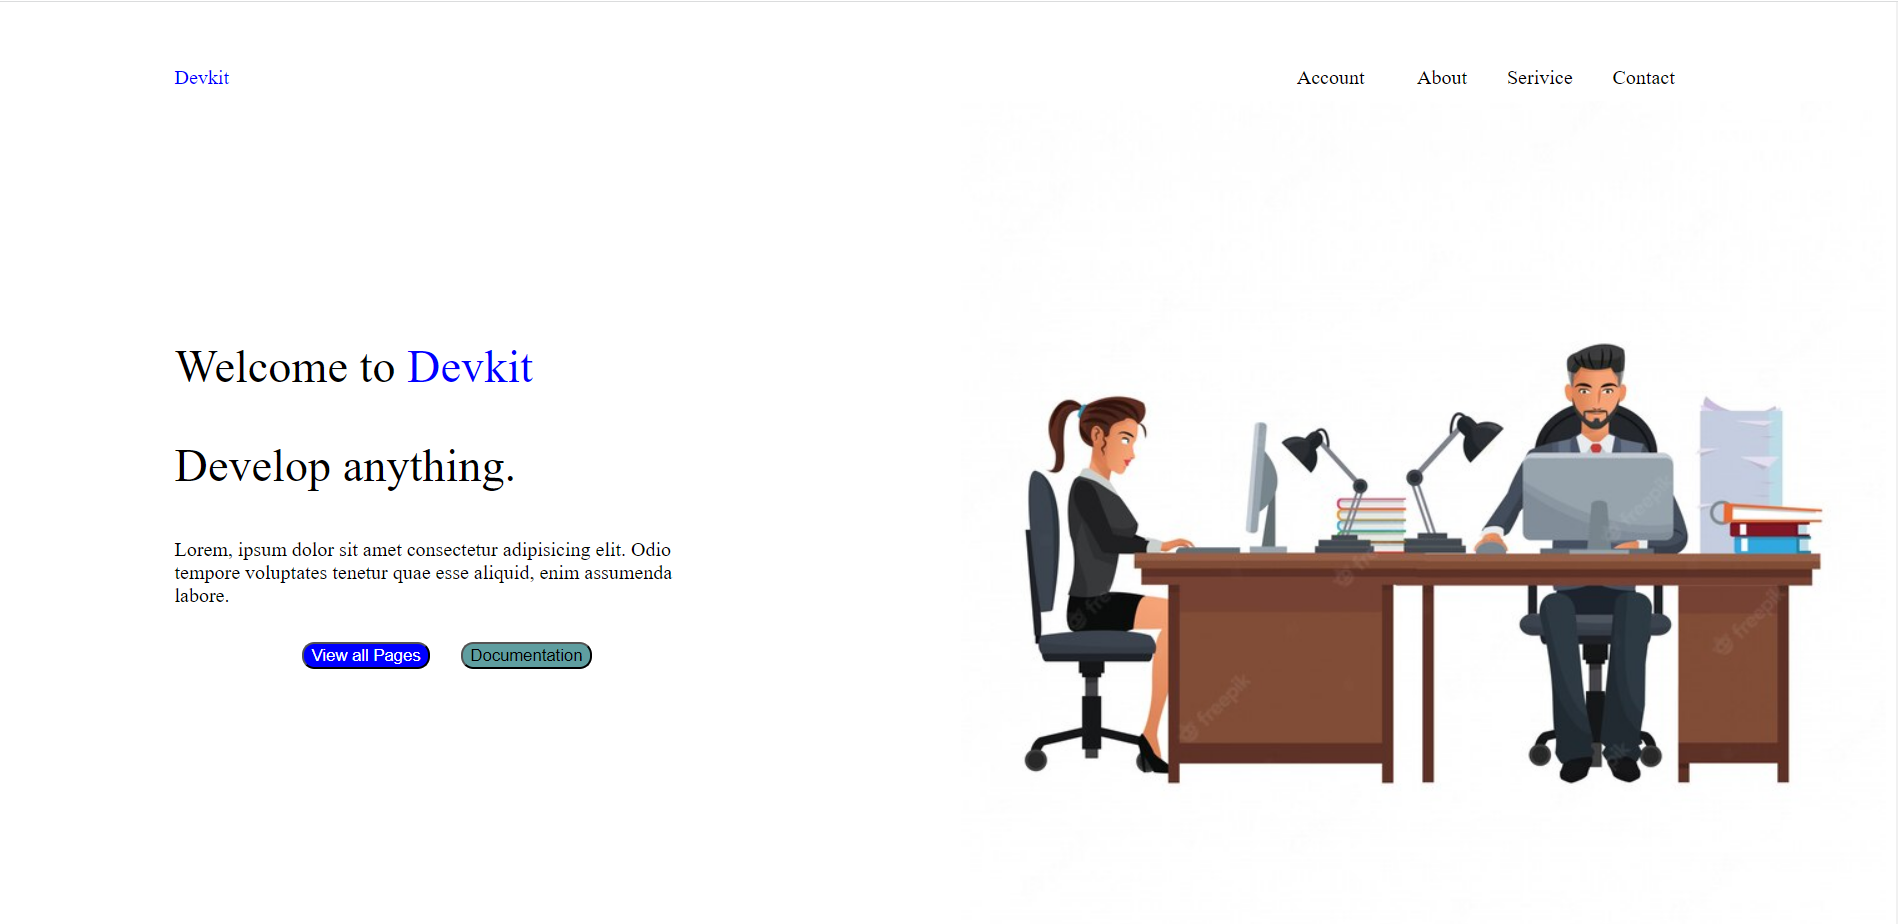 Devkit
Account About Serivice Contact
Welcome to Devkit
Develop anything.
Lorem, ipsum dolor sit amet consectetur adipisicing elit. Odio
tempore voluptates tenetur quae esse aliquid, enim assumenda
labore.
View all Pages
Documentation
freepik
freepik
freepik